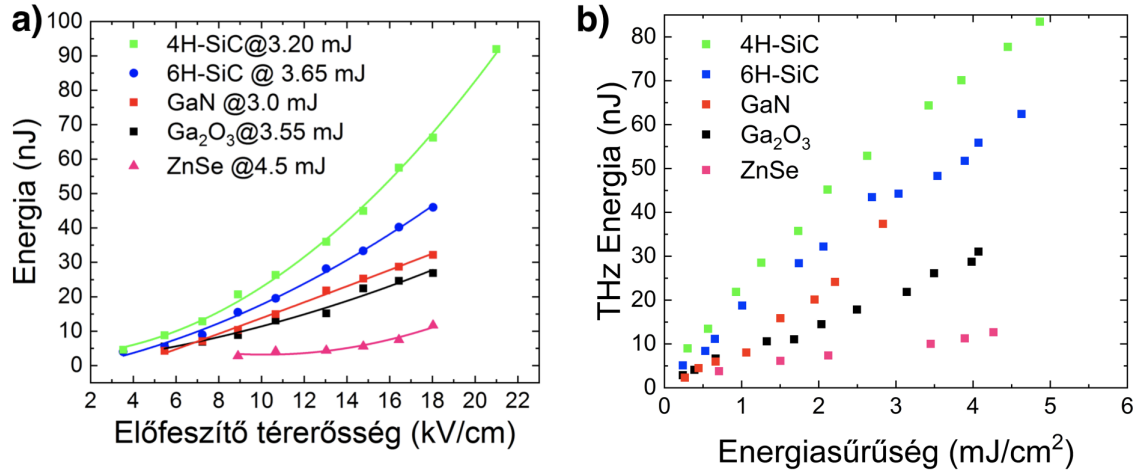 a)
4H-SiC@3.20 mJ
6H-SiC @ 3.65 mJ
GaN @3.0 mJ
Ga₂O₃@3.55 mJ
ZnSe @4.5 mJ
Energia (nJ)
100
90
80
70
60
50
40
30
20
10
0
2 4 6 8 10 12 14 16 18 20 22
Előfeszítő térerősség (kV/cm)
b)
4H-SiC
6H-SiC
GaN
Ga₂O₃
ZnSe
THz Energia (nJ)
80
70
60
50
40
30
20
10
0
0 1 2 3 4 5 6
Energiasűrűség (mJ/cm²)